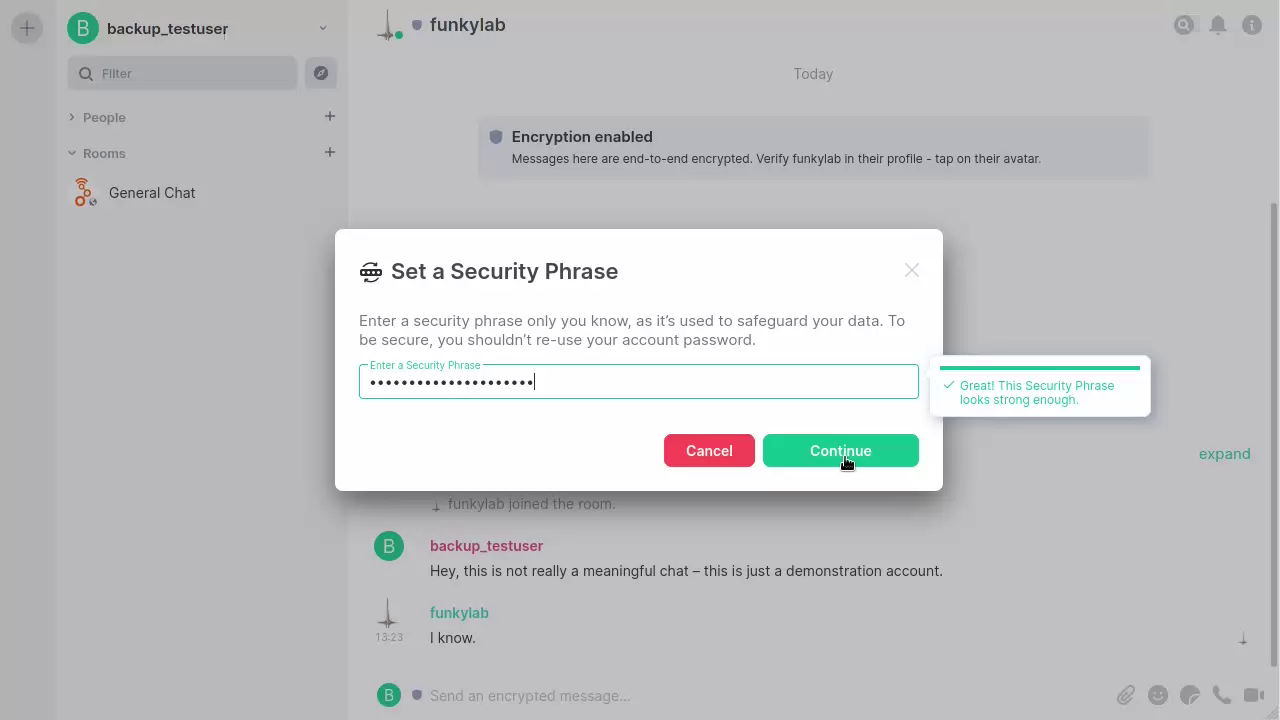 B backup_testuser
Filter
People
Rooms
General Chat
funkylab
Today
Encryption enabled
Messages here are end-to-end encrypted. Verify funkylab in their profile - tap on their avatar.
Set a Security Phrase
Enter a security phrase only you know, as it’s used to safeguard your data. To
be secure, you shouldn’t re-use your account password.
Enter a Security Phrase
•••••••••••••••••••••
Great! This Security Phrase
looks strong enough.
Cancel
Continue
expand
funkylab joined the room.
B backup_testuser
Hey, this is not really a meaningful chat – this is just a demonstration account.
funkylab
13:23 I know.
B Send an encrypted message...